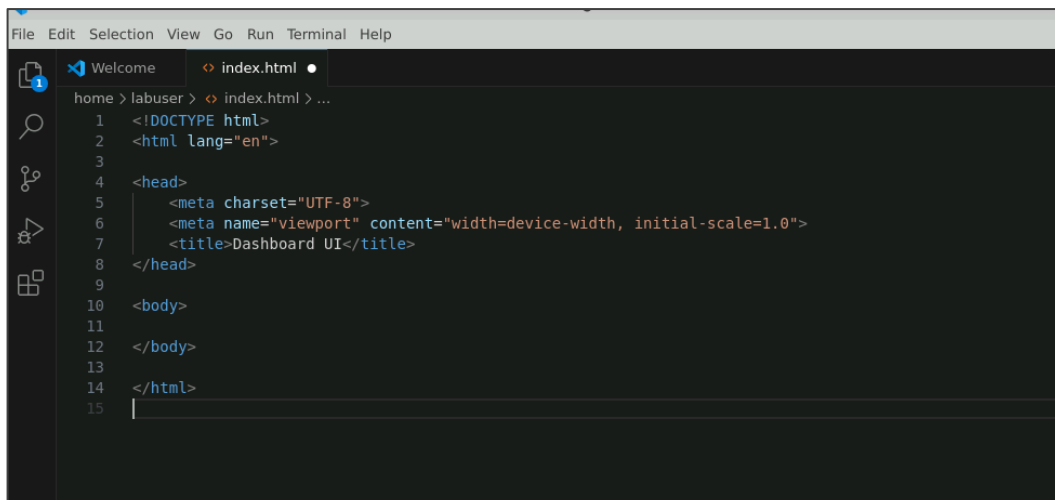 File Edit Selection View Go Run Terminal Help
1
Welcome
index.html
home > labuser > <> index.html > ...
1 <!DOCTYPE html>
2 <html lang="en">
3
4 <head>
5     <meta charset="UTF-8">
6     <meta name="viewport" content="width=device-width, initial-scale=1.0">
7     <title>Dashboard UI</title>
8 </head>
9
10 <body>
11
12 </body>
13
14 </html>
15